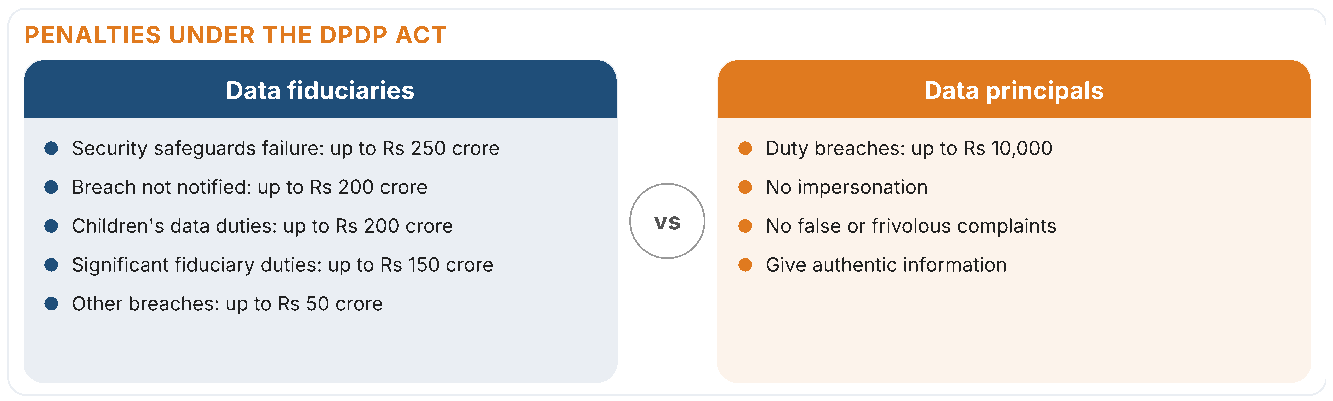 PENALTIES UNDER THE DPDP ACT
Data fiduciaries
Security safeguards failure: up to Rs 250 crore
Breach not notified: up to Rs 200 crore
Children's data duties: up to Rs 200 crore
Significant fiduciary duties: up to Rs 150 crore
Other breaches: up to Rs 50 crore
vs
Data principals
Duty breaches: up to Rs 10,000
No impersonation
No false or frivolous complaints
Give authentic information